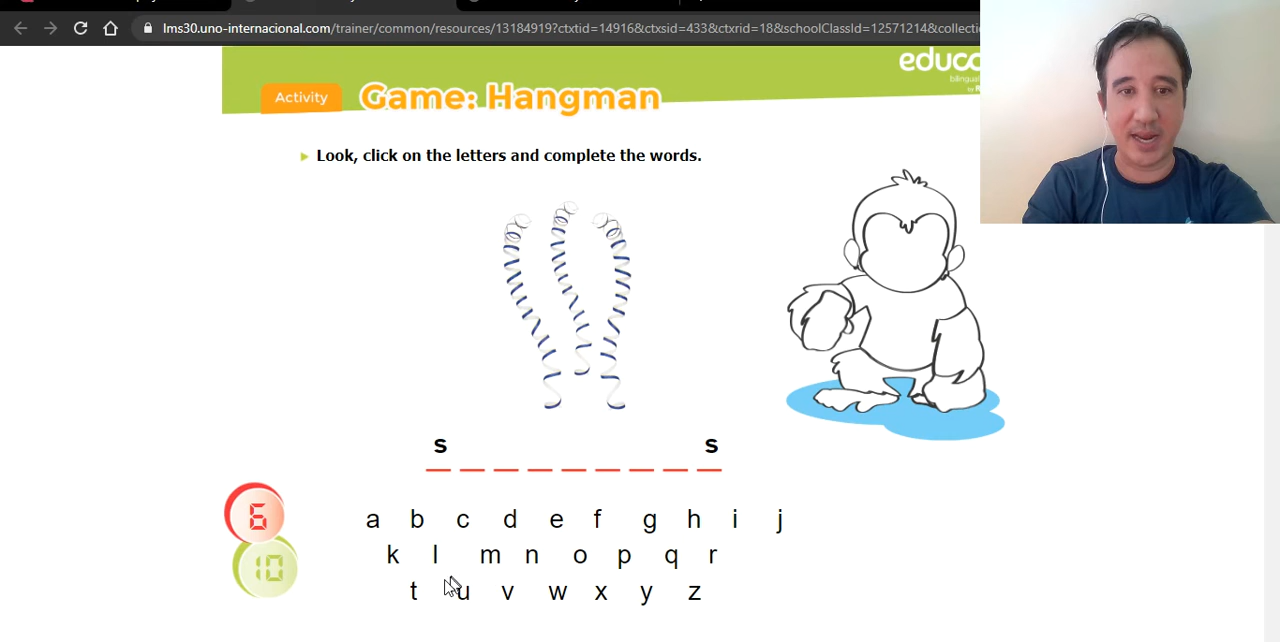 lms30.uno-internacional.com/trainer/common/resources/13184919?ctxtid=14916&ctxsid=433&ctxrid=18&schoolClassId=12571214&collecti
educa
bilingual
Activity
Game: Hangman
Look, click on the letters and complete the words.
s s
6
10
a b c d e f g h i j
k l m n o p q r
t u v w x y z